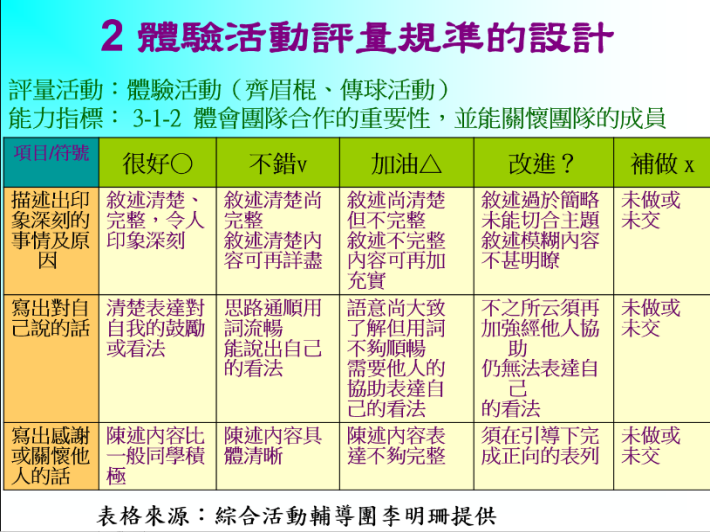 2 體驗活動評量規準的設計
評量活動：體驗活動（齊眉棍、傳球活動）
能力指標： 3-1-2 體會團隊合作的重要性，並能關懷團隊的成員
項目/符號 很好〇 不錯v 加油△ 改進？ 補做 x
描述出印
象深刻的
事情及原
因
敘述清楚、
完整，令人
印象深刻
敘述清楚尚
完整
敘述清楚內
容可再詳盡
敘述尚清楚
但不完整
敘述不完整
內容可再加
充實
敘述過於簡略
未能切合主題
敘述模糊內容
不甚明瞭
未做或
未交
寫出對自
己說的話
清楚表達對
自我的鼓勵
或看法
思路通順用
詞流暢
能說出自己
的看法
語意尚大致
了解但用詞
不夠順暢
需要他人的
協助表達自
己的看法
不之所云須再
加強經他人協
助
仍無法表達自
己
的看法
未做或
未交
寫出感謝
或關懷他
人的話
陳述內容比
一般同學積
極
陳述內容具
體清晰
陳述內容表
達不夠完整
須在引導下完
成正向的表列
未做或
未交
表格來源：綜合活動輔導團李明珊提供